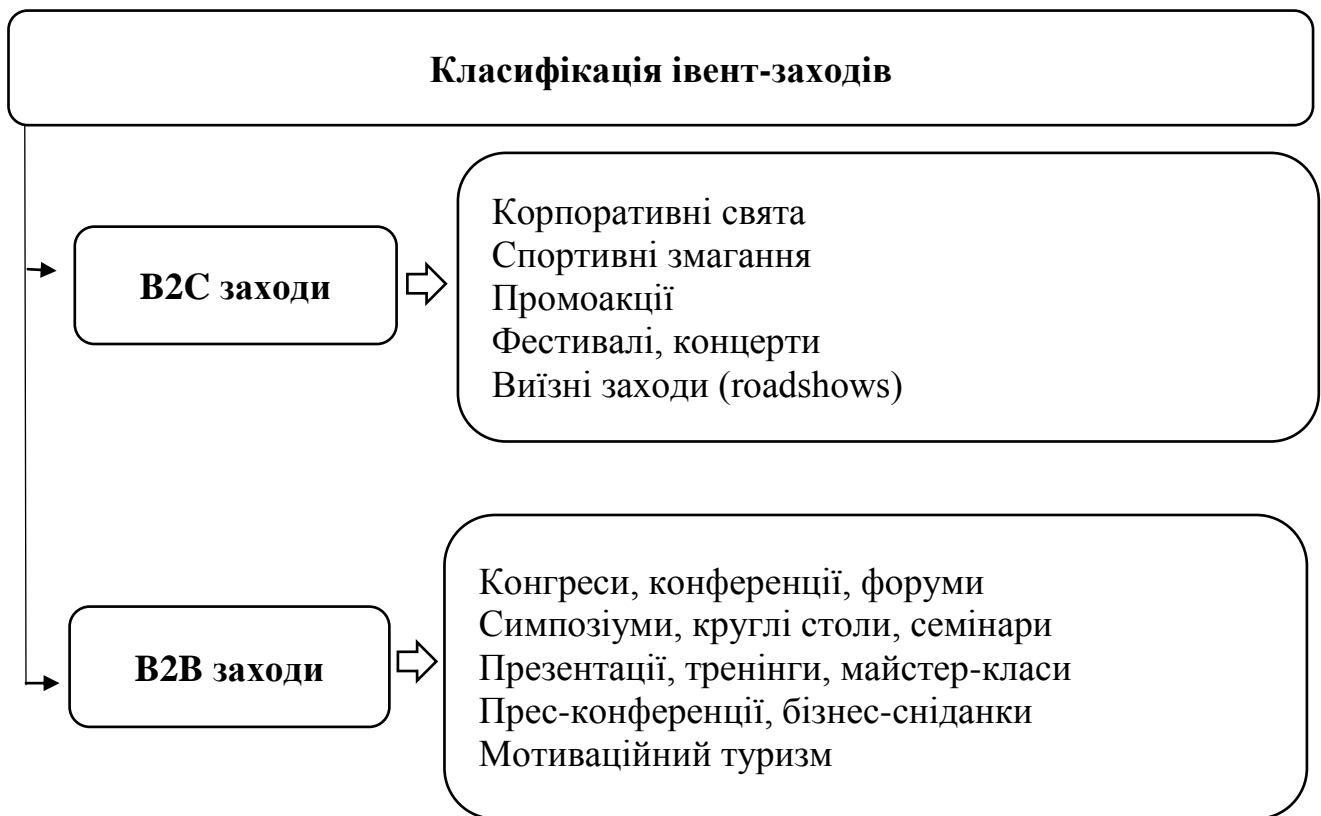 Класифікація івент-заходів
B2C заходи
Корпоративні свята
Спортивні змагання
Промоакції
Фестивалі, концерти
Виїзні заходи (roadshows)
B2B заходи
Конгреси, конференції, форуми
Симпозіуми, круглі столи, семінари
Презентації, тренінги, майстер-класи
Прес-конференції, бізнес-сніданки
Мотиваційний туризм